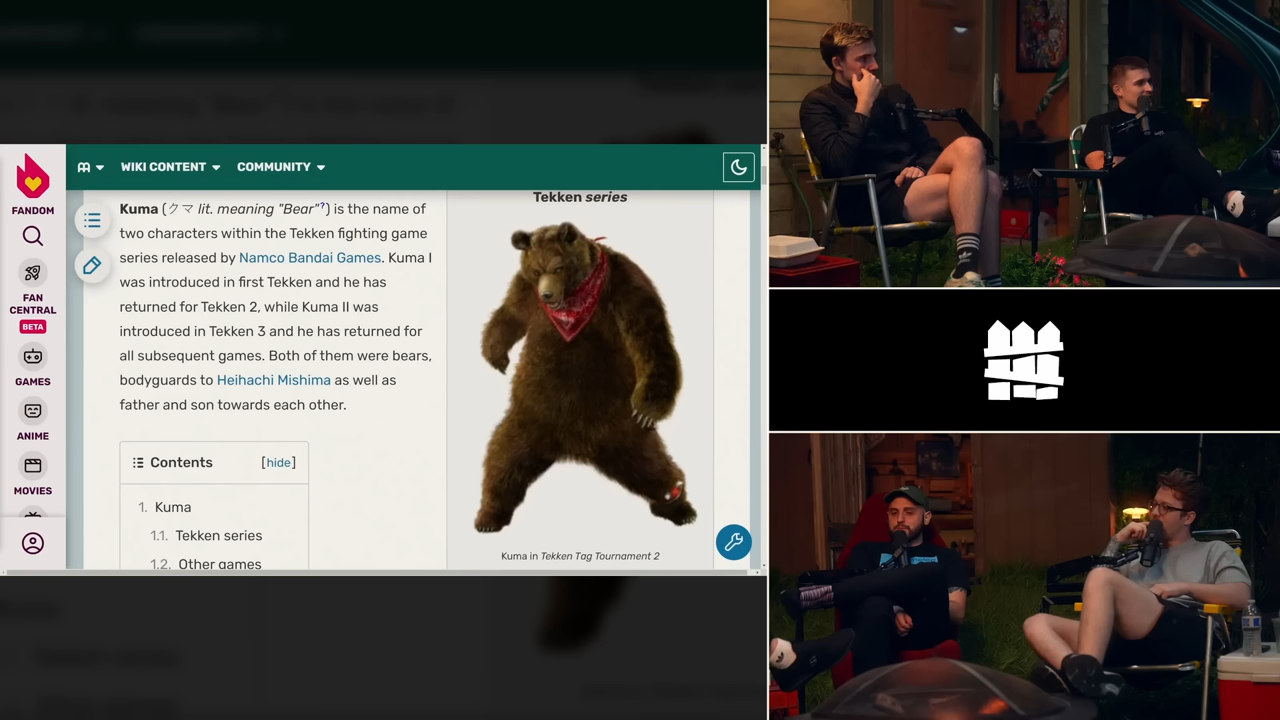 WIKI CONTENT
COMMUNITY
FANDOM
FAN
CENTRAL
BETA
GAMES
ANIME
MOVIES
Kuma (クマ lit. meaning "Bear"?) is the name of
two characters within the Tekken fighting game
series released by Namco Bandai Games. Kuma I
was introduced in first Tekken and he has
returned for Tekken 2, while Kuma II was
introduced in Tekken 3 and he has returned for
all subsequent games. Both of them were bears,
bodyguards to Heihachi Mishima as well as
father and son towards each other.
Contents [hide]
1. Kuma
1.1. Tekken series
1.2. Other games
Tekken series
Kuma in Tekken Tag Tournament 2